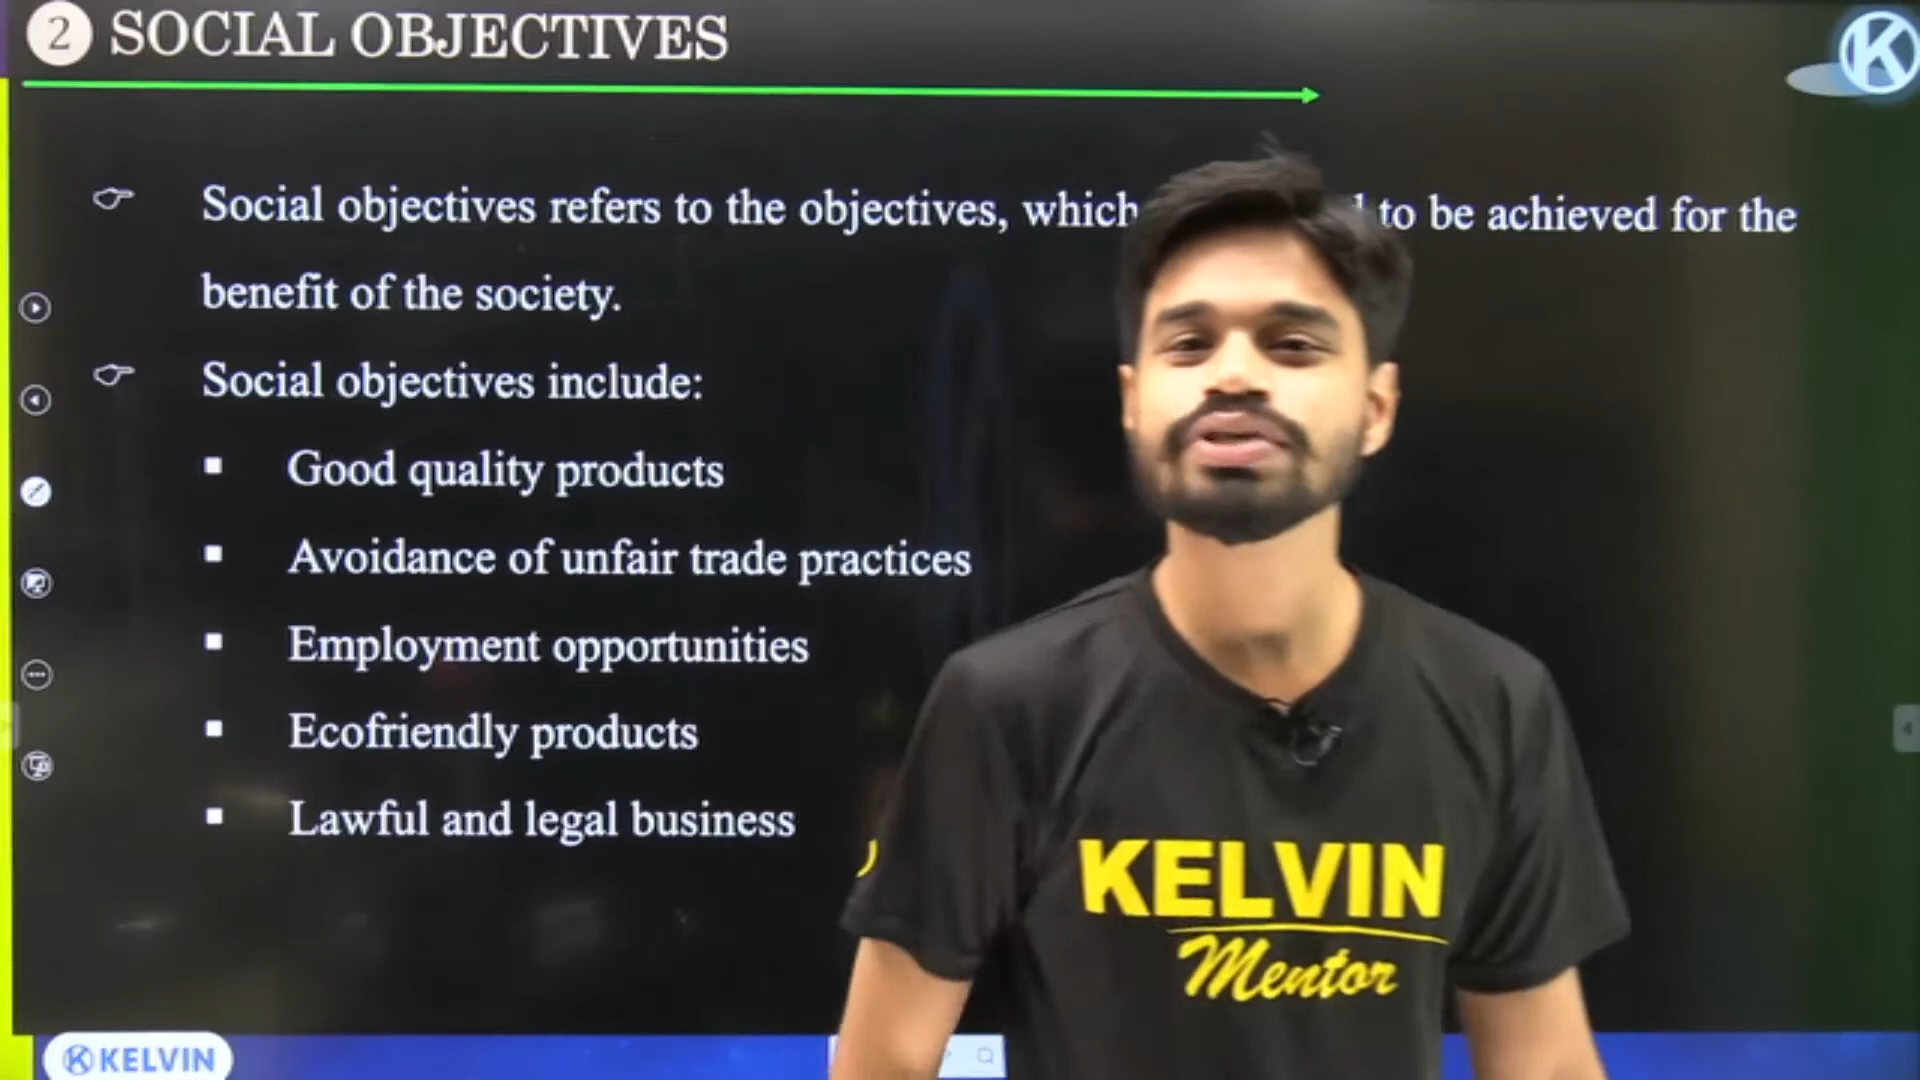 2 SOCIAL OBJECTIVES
Social objectives refers to the objectives, which to be achieved for the
benefit of the society.
Social objectives include:
Good quality products
Avoidance of unfair trade practices
Employment opportunities
Ecofriendly products
Lawful and legal business
KELVIN
Mentor
KELVIN